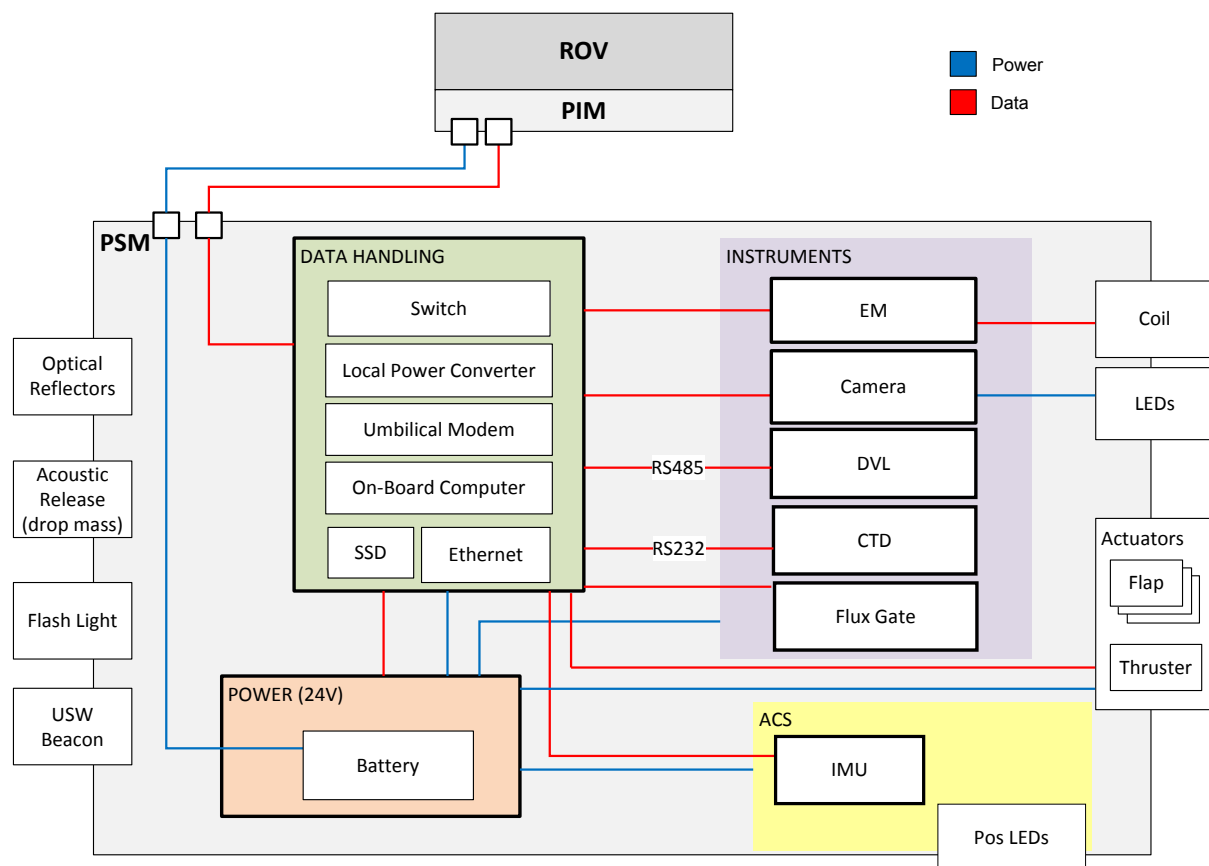 ROV
PIM
Power
Data
PSM
DATA HANDLING
Switch
Local Power Converter
Umbilical Modem
On-Board Computer
SSD
Ethernet
INSTRUMENTS
EM
Camera
DVL
CTD
Flux Gate
RS485
RS232
Coil
LEDs
Actuators
Flap
Thruster
Optical
Reflectors
Acoustic
Release
(drop mass)
Flash Light
USW
Beacon
POWER (24V)
Battery
ACS
IMU
Pos LEDs